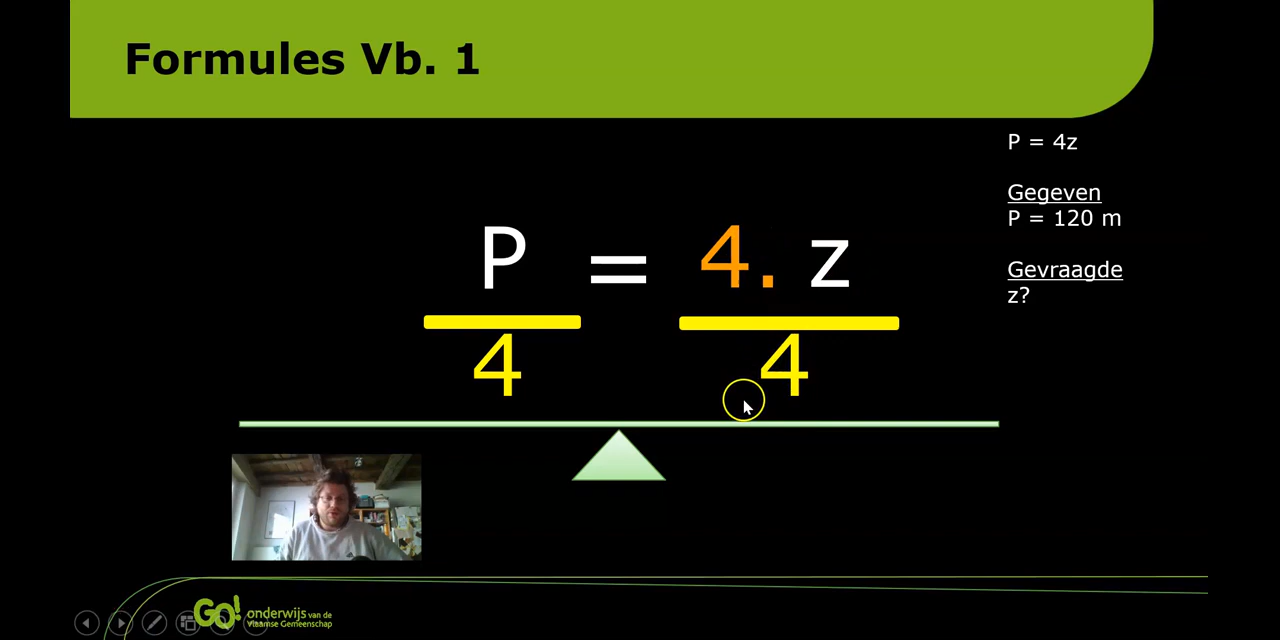 Formules Vb. 1
P = 4z
Gegeven
P = 120 m
Gevraagde
z?
P = 4. z
4 4
GO! onderwijs van de
Vlaamse Gemeenschap